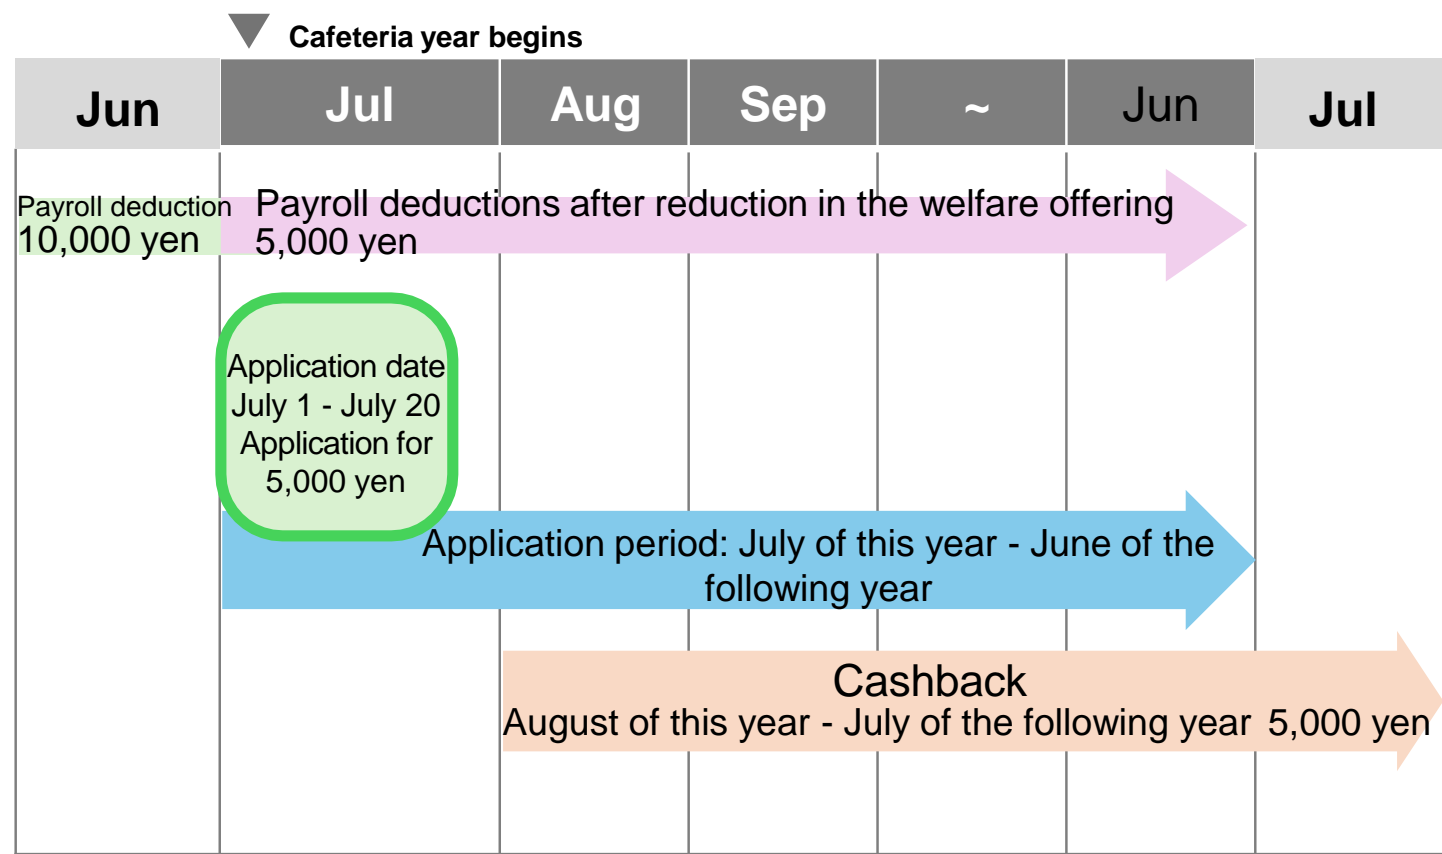 Cafeteria year begins
Jun Jul Aug Sep ~ Jun Jul
Payroll deduction
10,000 yen
Payroll deductions after reduction in the welfare offering
5,000 yen
Application date
July 1 - July 20
Application for
5,000 yen
Application period: July of this year - June of the
following year
Cashback
August of this year - July of the following year 5,000 yen